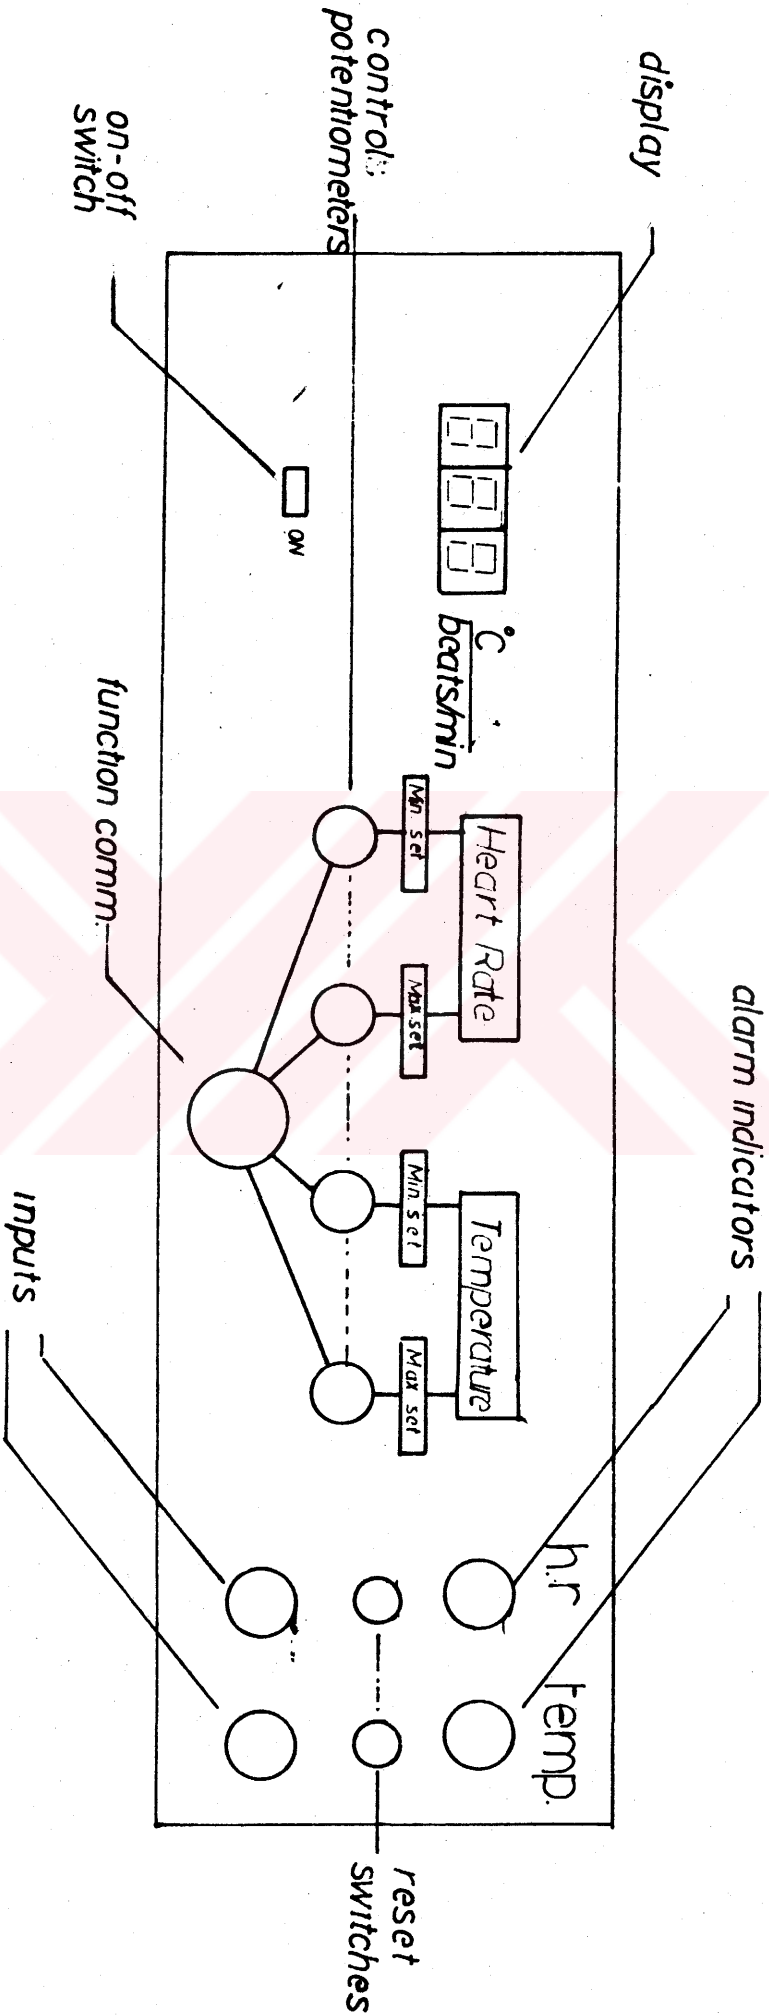 display
control
potentiometers
on-off
switch
°C
beats/min
ON
Heart Rate
Min. set
Max. set
Temperature
Min. set
Max set
function comm.
alarm indicators
h.r
temp.
inputs
reset
switches